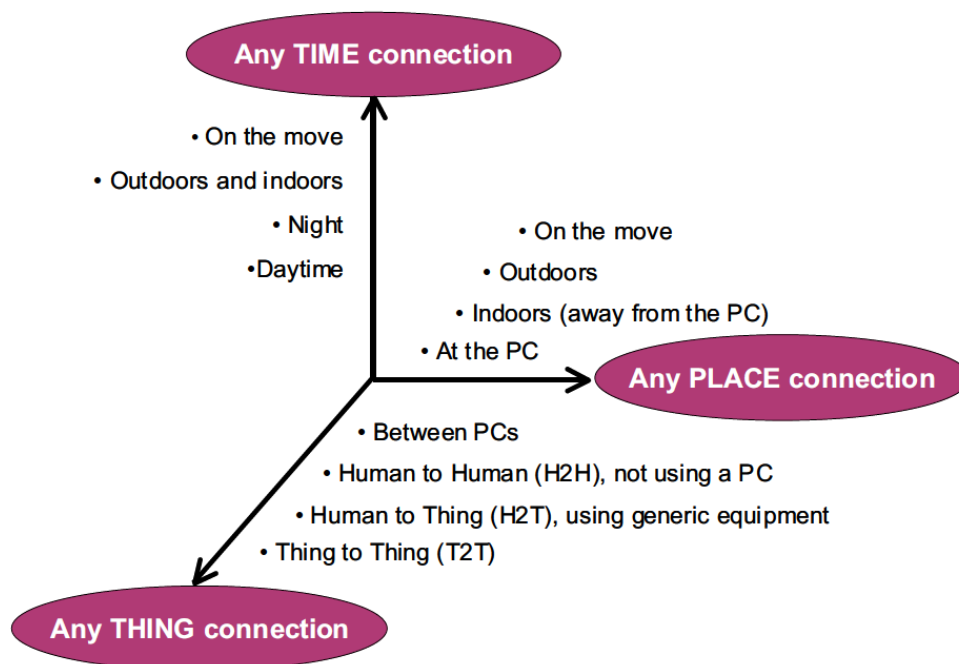 Any TIME connection
• On the move
• Outdoors and indoors
• Night
•Daytime
• On the move
• Outdoors
• Indoors (away from the PC)
• At the PC
Any PLACE connection
• Between PCs
• Human to Human (H2H), not using a PC
• Human to Thing (H2T), using generic equipment
• Thing to Thing (T2T)
Any THING connection